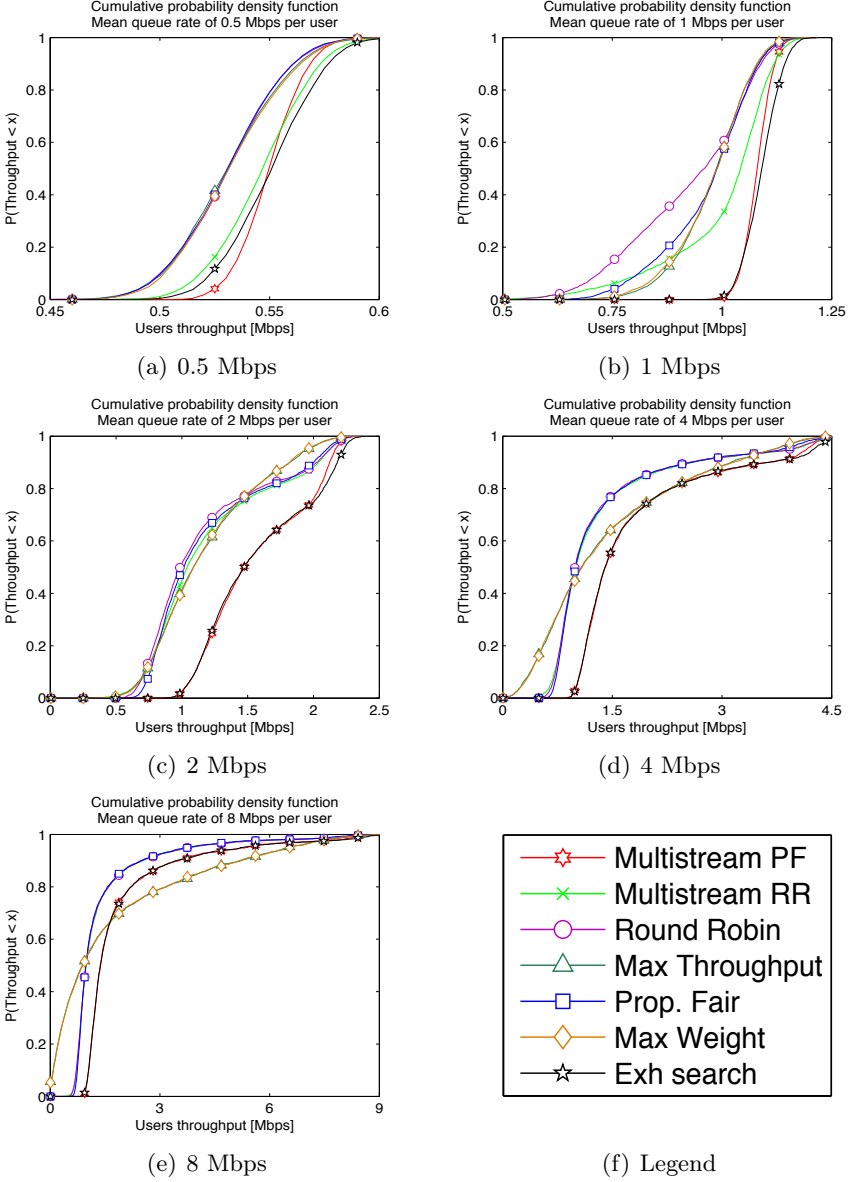 Cumulative probability density function
Mean queue rate of 0.5 Mbps per user
1
0.8
0.6
0.4
0.2
0
P(Throughput < x)
0.45
0.5
0.55
0.6
Users throughput [Mbps]
(a) 0.5 Mbps
Cumulative probability density function
Mean queue rate of 1 Mbps per user
1
0.8
0.6
0.4
0.2
0
P(Throughput < x)
0.5
0.75
1
1.25
Users throughput [Mbps]
(b) 1 Mbps
Cumulative probability density function
Mean queue rate of 2 Mbps per user
1
0.8
0.6
0.4
0.2
0
P(Throughput < x)
0
0.5
1
1.5
2
2.5
Users throughput [Mbps]
(c) 2 Mbps
Cumulative probability density function
Mean queue rate of 4 Mbps per user
1
0.8
0.6
0.4
0.2
0
P(Throughput < x)
0
1.5
3
4.5
Users throughput [Mbps]
(d) 4 Mbps
Cumulative probability density function
Mean queue rate of 8 Mbps per user
1
0.8
0.6
0.4
0.2
0
P(Throughput < x)
0
3
6
9
Users throughput [Mbps]
(e) 8 Mbps
Multistream PF
Multistream RR
Round Robin
Max Throughput
Prop. Fair
Max Weight
Exh search
(f) Legend